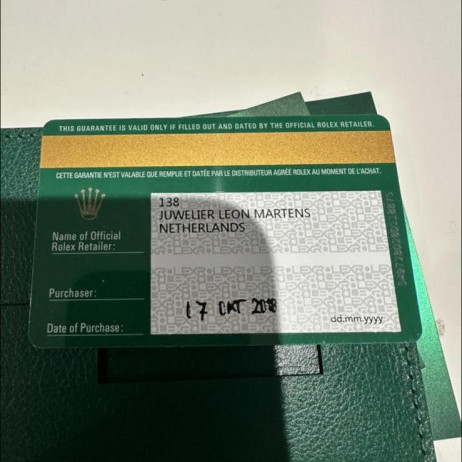 THIS GUARANTEE IS VALID ONLY IF FILLED OUT AND DATED BY THE OFFICIAL ROLEX RETAILER.
CETTE GARANTIE N'EST VALABLE QUE REMPLIE ET DATÉE PAR LE DISTRIBUTEUR AGRÉÉ ROLEX AU MOMENT DE L'ACHAT.
138
JUWELIER LEON MARTENS
NETHERLANDS
Name of Official
Rolex Retailer:
Purchaser:
17 OKT 2018
dd.mm.yyyy
Date of Purchase: